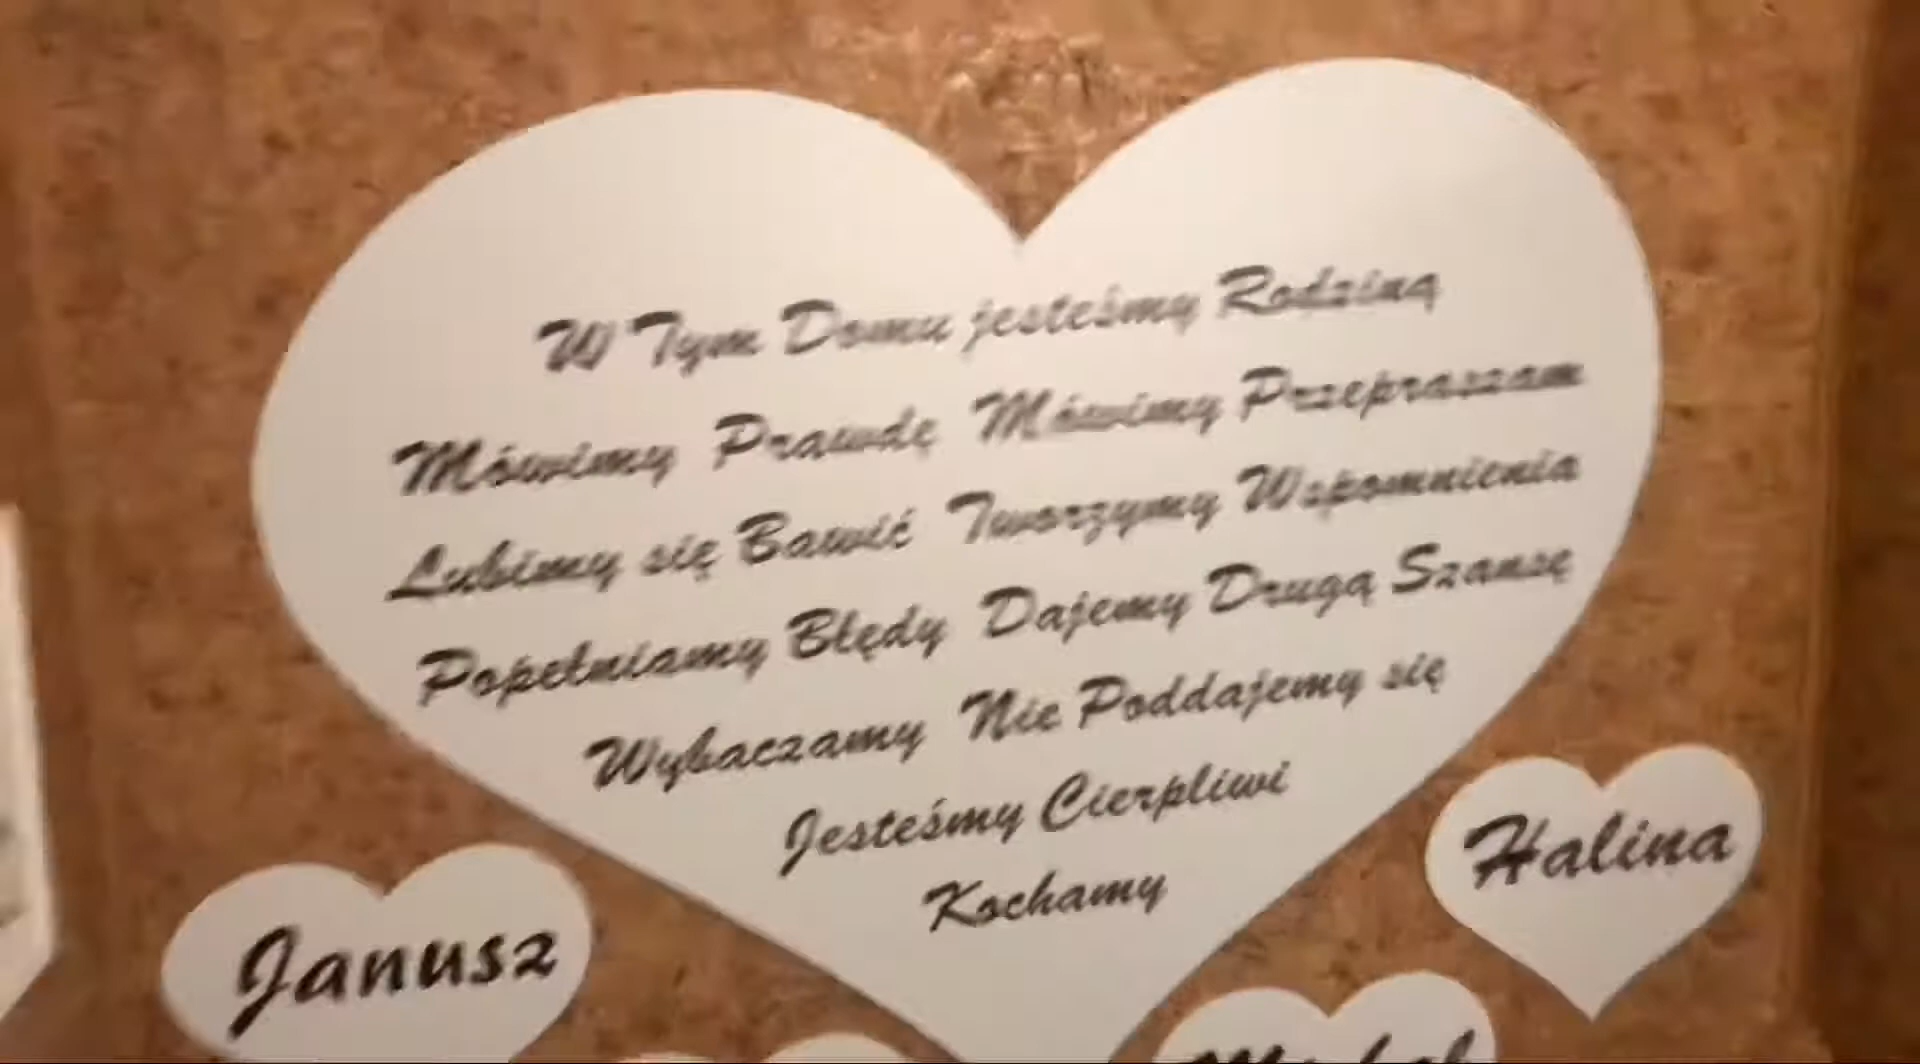 W Tym Domu jesteśmy Rodziną
Mówimy Prawdę Mówimy Przepraszam
Lubimy się Bawić Tworzymy Wspomnienia
Popełniamy Błędy Dajemy Drugą Szansę
Wybaczamy Nie Poddajemy się
Jesteśmy Cierpliwi
Kochamy
Halina
Janusz